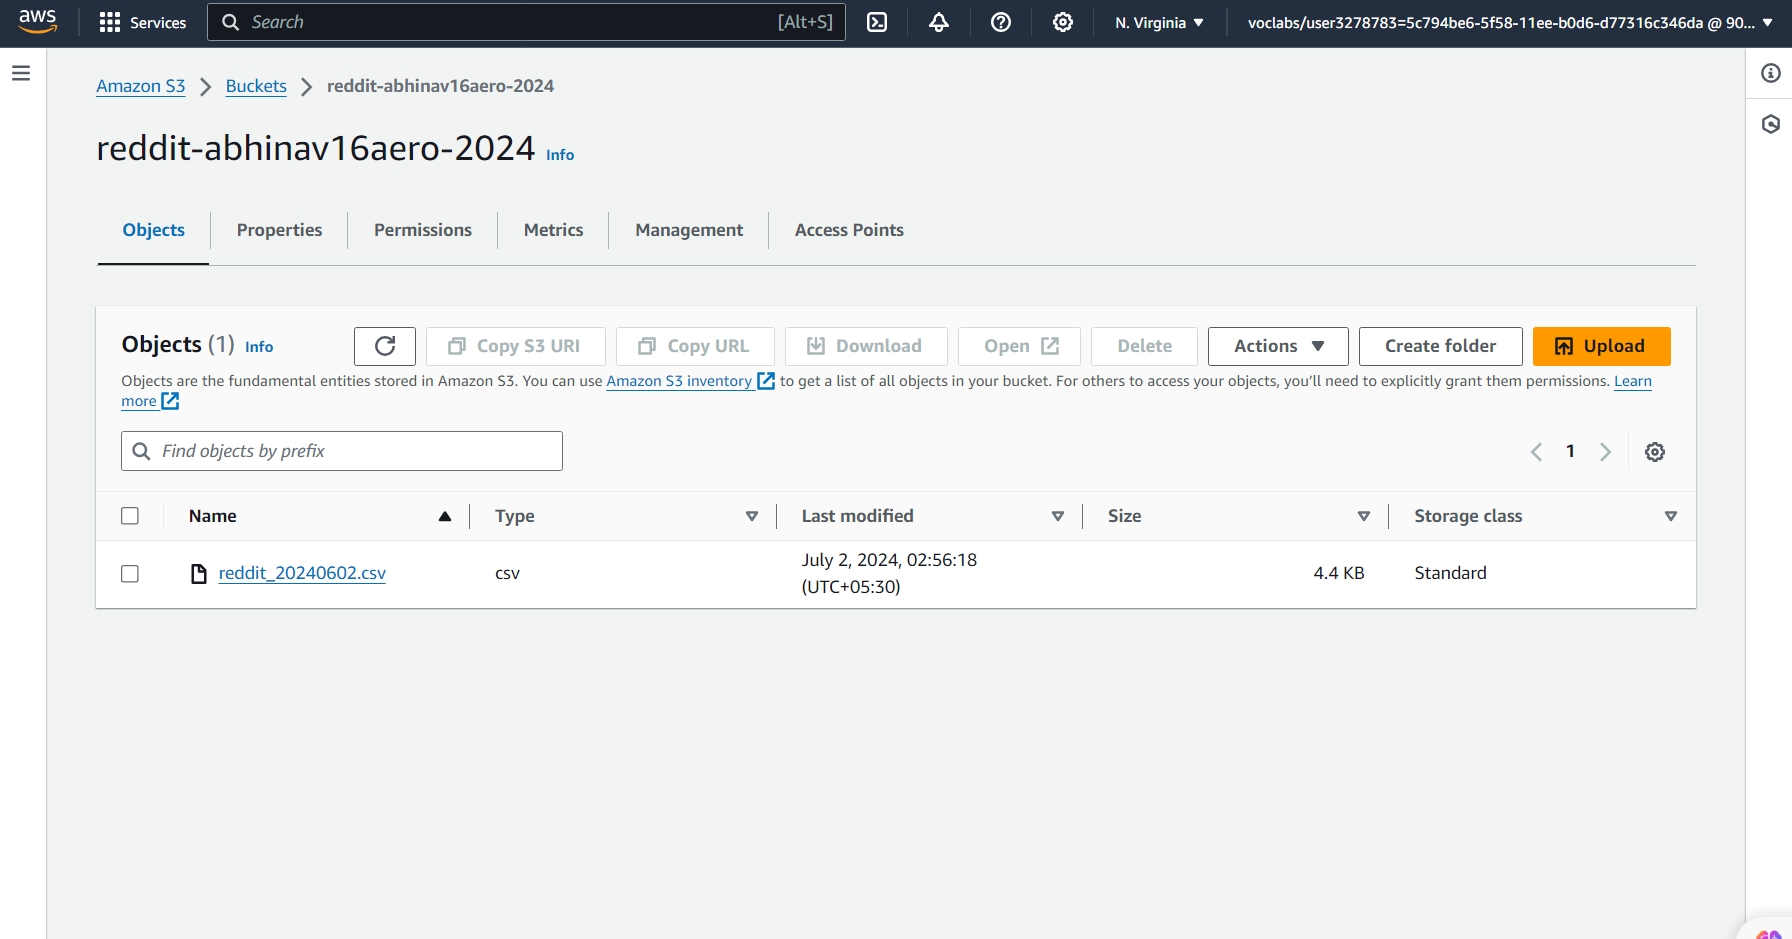 aws Services Search [Alt+S] N. Virginia voclabs/user3278783=5c794be6-5f58-11ee-b0d6-d77316c346da @ 90...
Amazon S3 Buckets reddit-abhinav16aero-2024
reddit-abhinav16aero-2024 Info
Objects Properties Permissions Metrics Management Access Points
Objects (1) Info Copy S3 URI Copy URL Download Open Delete Actions Create folder Upload
Objects are the fundamental entities stored in Amazon S3. You can use Amazon S3 inventory to get a list of all objects in your bucket. For others to access your objects, you'll need to explicitly grant them permissions. Learn
more
Find objects by prefix 1
Name Type Last modified Size Storage class
reddit_20240602.csv csv July 2, 2024, 02:56:18 4.4 KB Standard
(UTC+05:30)